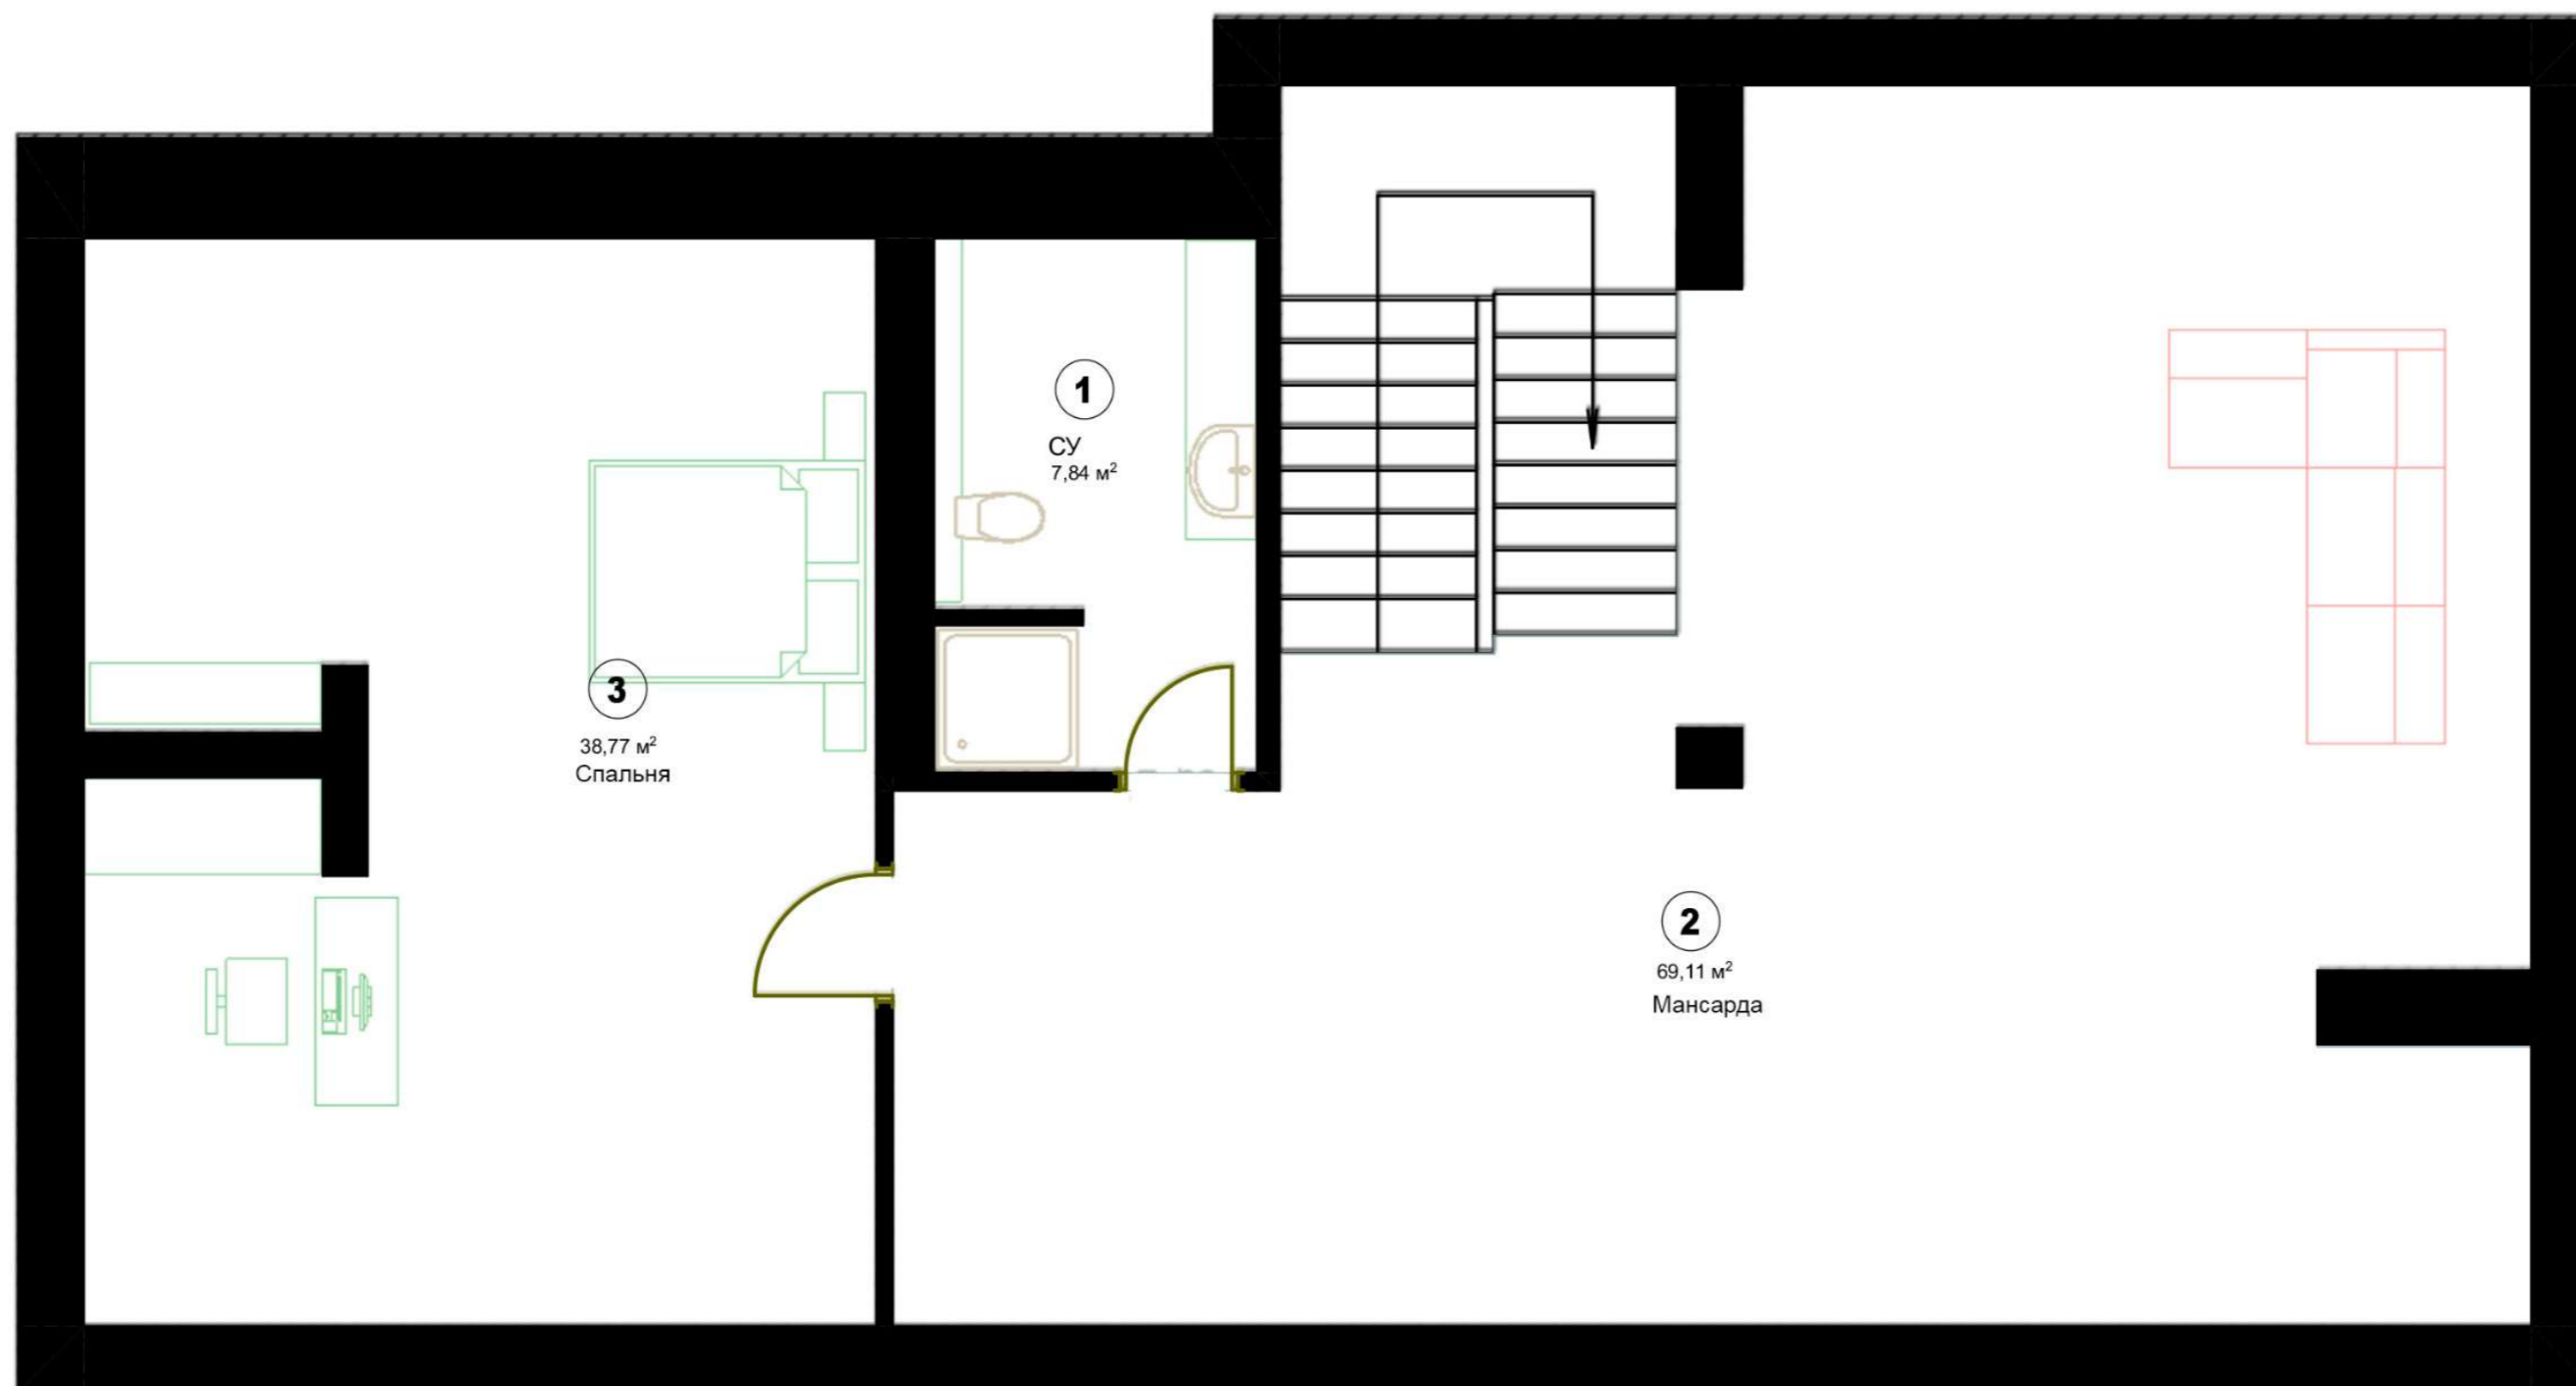 1
СУ
7,84 м²
3
38,77 м²
Спальня
2
69,11 м²
Мансарда